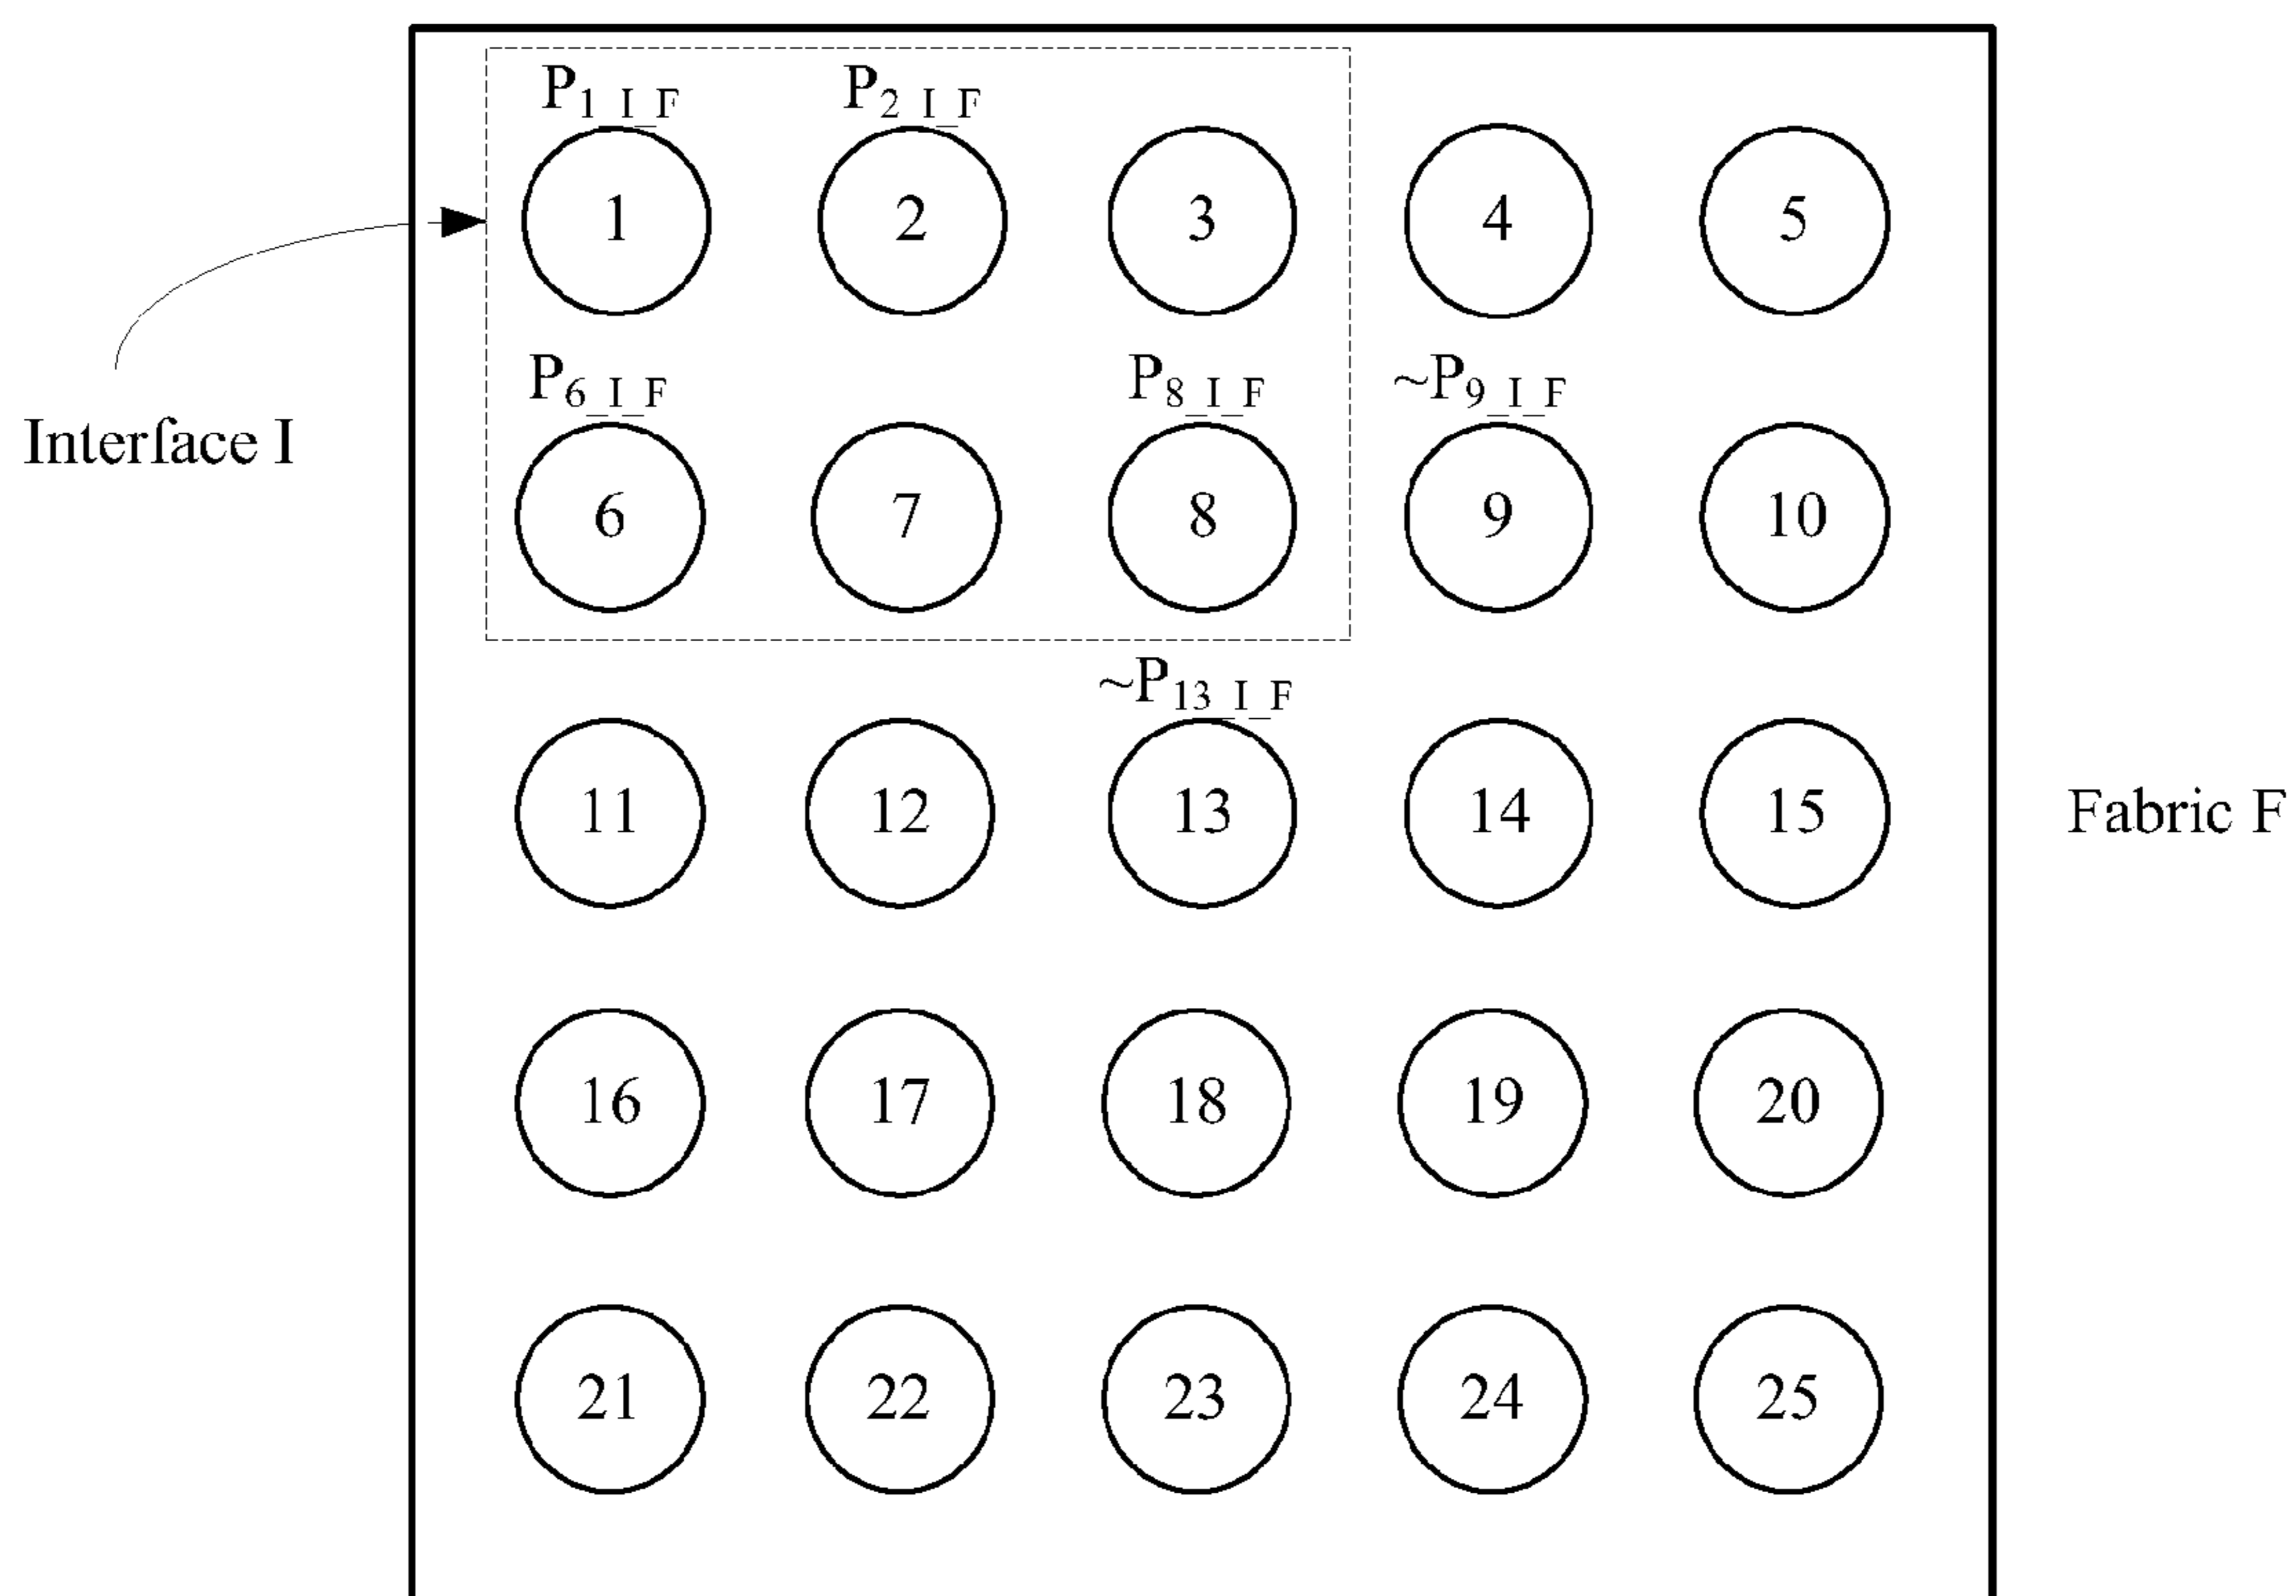 P1_I_F P2_I_F
1 2 3 4 5
P6_I_F P8_I_F ~P9_I_F
Interface I
6 7 8 9 10
~P13_I_F
11 12 13 14 15
Fabric F
16 17 18 19 20
21 22 23 24 25